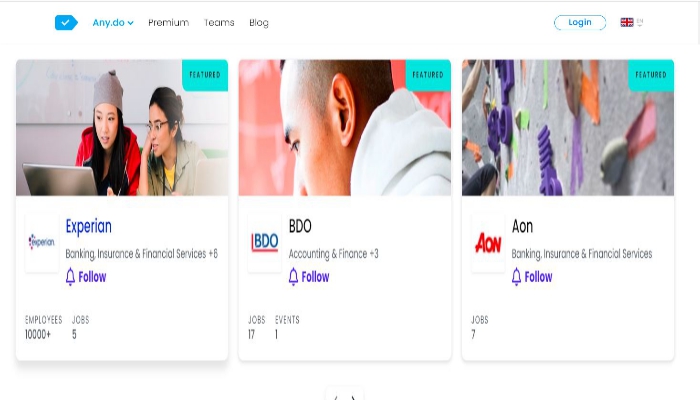 Any.do Premium Teams Blog Login EN
FEATURED
FEATURED
FEATURED
Experian
experian.
Banking, Insurance & Financial Services +6
Follow
EMPLOYEES JOBS
10000+ 5
BDO
BDO
Accounting & Finance +3
Follow
JOBS EVENTS
17 1
Aon
AON
Banking, Insurance & Financial Services
Follow
JOBS
7